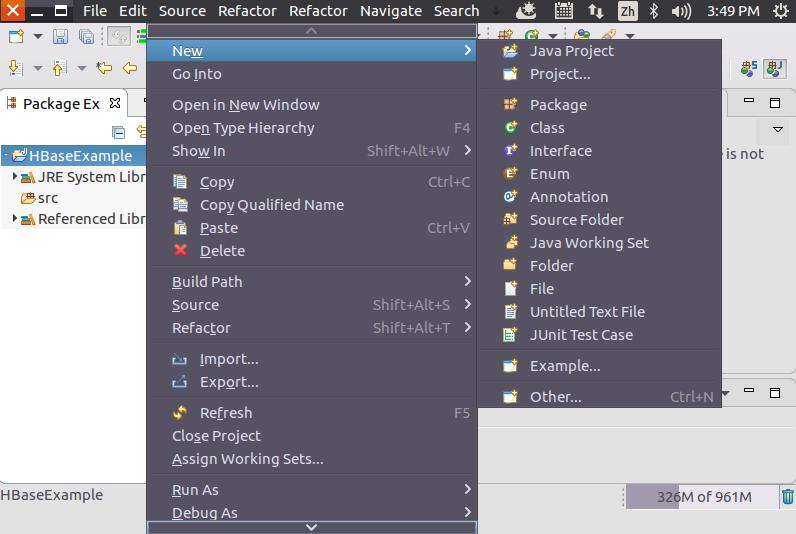 File Edit Source Refactor Refactor Navigate Search Zh 3:49 PM
Package Ex
HBaseExample
JRE System Libr
src
Referenced Libr
New
Go Into
Open in New Window
Open Type Hierarchy F4
Show In Shift+Alt+W
Copy Ctrl+C
Copy Qualified Name
Paste Ctrl+V
Delete
Build Path
Source Shift+Alt+S
Refactor Shift+Alt+T
Import...
Export...
Refresh F5
Close Project
Assign Working Sets...
Run As
Debug As
Java Project
Project...
Package
Class
Interface
Enum
Annotation
Source Folder
Java Working Set
Folder
File
Untitled Text File
JUnit Test Case
Example...
Other... Ctrl+N
is not
HBaseExample
326M of 961M